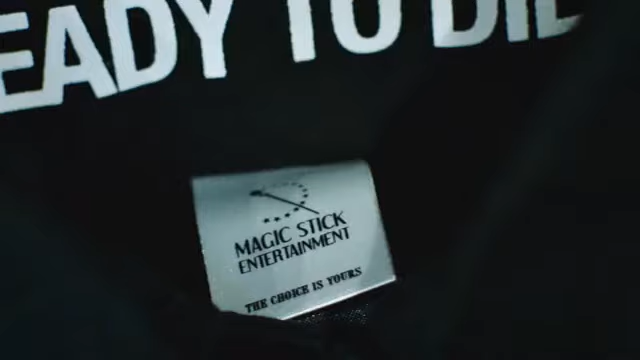 EADY TO DIE
MAGIC STICK
ENTERTAINMENT
THE CHOICE IS YOURS